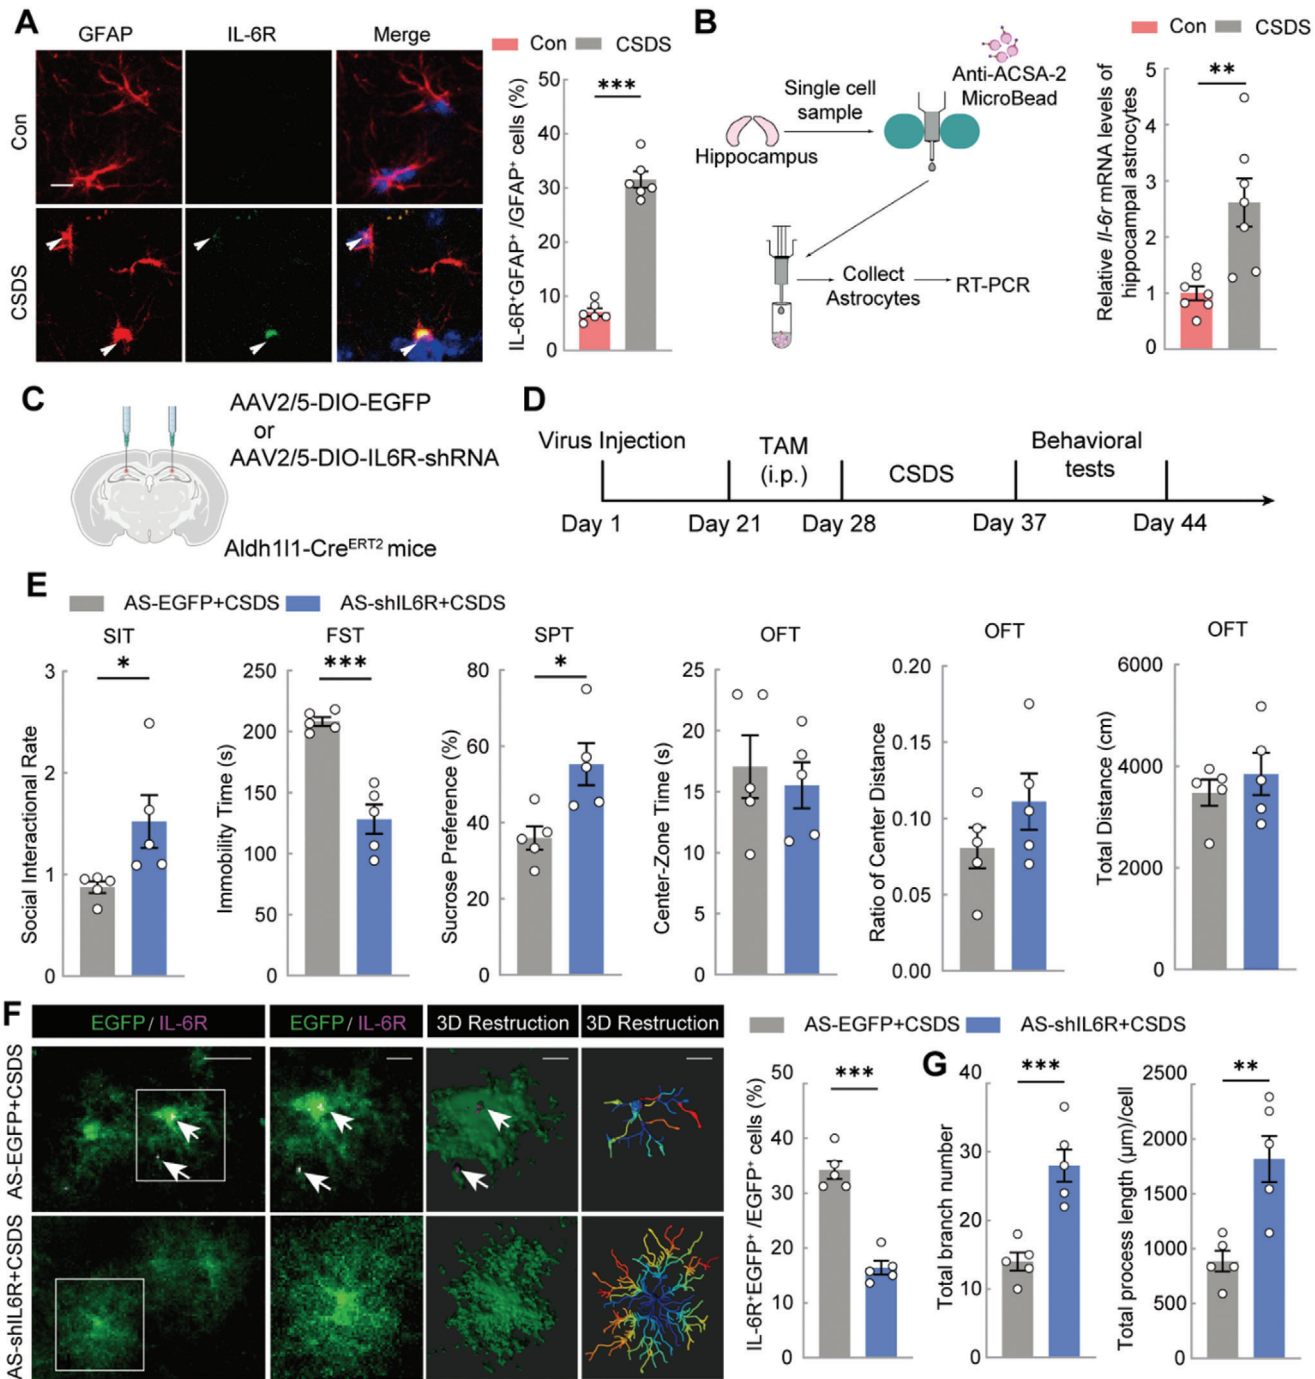 A
GFAP
IL-6R
Merge
Con
CSDS
Con
CSDS
IL-6R⁺GFAP⁺ /GFAP⁺ cells (%)
50
40
30
20
10
0
***
B
Hippocampus
Single cell
sample
Anti-ACSA-2
MicroBead
Collect
Astrocytes
RT-PCR
Con
CSDS
Relative Il-6r mRNA levels of
hippocampal astrocytes
5
4
3
2
1
0
**
C
AAV2/5-DIO-EGFP
or
AAV2/5-DIO-IL6R-shRNA
Aldh1l1-Creᴱᴿᵀ² mice
D
Virus Injection
TAM
(i.p.)
CSDS
Behavioral
tests
Day 1
Day 21
Day 28
Day 37
Day 44
E
AS-EGFP+CSDS
AS-shIL6R+CSDS
SIT
*
Social Interactional Rate
3
2
1
0
FST
***
Immobility Time (s)
250
200
150
100
50
0
SPT
*
Sucrose Preference (%)
80
60
40
20
0
OFT
Center-Zone Time (s)
25
20
15
10
5
0
OFT
Ratio of Center Distance
0.20
0.15
0.10
0.05
0.00
OFT
Total Distance (cm)
6000
4000
2000
0
F
EGFP / IL-6R
EGFP / IL-6R
3D Restruction
3D Restruction
AS-EGFP+CSDS
AS-shIL6R+CSDS
AS-EGFP+CSDS
AS-shIL6R+CSDS
IL-6R⁺EGFP⁺ /EGFP⁺ cells (%)
50
40
30
20
10
0
***
G
Total branch number
40
30
20
10
0
***
Total process length (µm)/cell
2500
2000
1500
1000
500
0
**